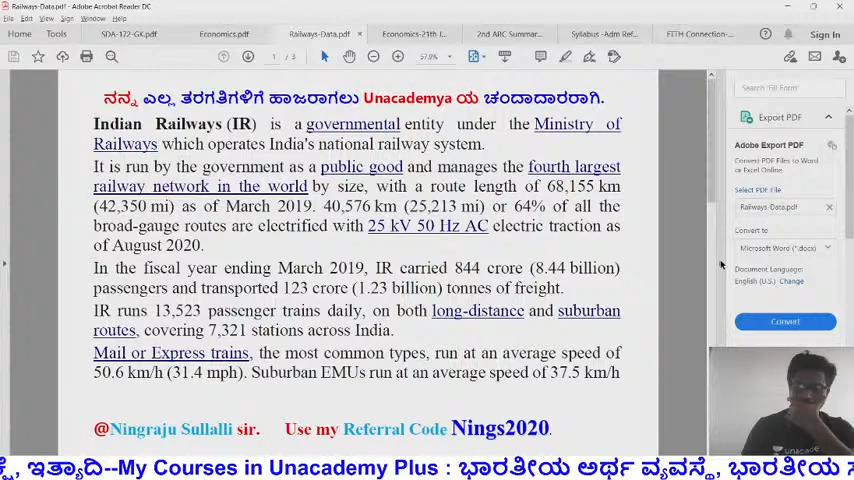 Railways-Data.pdf - Adobe Acrobat Reader DC
File Edit View Sign Window Help
Home Tools SDA-172-GK.pdf Economics.pdf Railways-Data.pdf × Economics-21th J... 2nd ARC Summar... Syllabus -Adm Ref... FITH Connection-... Sign In
1 / 3 57.9%
ನನ್ನ ಎಲ್ಲ ತರಗತಿಗಳಿಗೆ ಹಾಜರಾಗಲು Unacademyಯ ಚಂದಾದಾರರಾಗಿ.
Indian Railways (IR) is a governmental entity under the Ministry of
Railways which operates India's national railway system.
It is run by the government as a public good and manages the fourth largest
railway network in the world by size, with a route length of 68,155 km
(42,350 mi) as of March 2019. 40,576 km (25,213 mi) or 64% of all the
broad-gauge routes are electrified with 25 kV 50 Hz AC electric traction as
of August 2020.
In the fiscal year ending March 2019, IR carried 844 crore (8.44 billion)
passengers and transported 123 crore (1.23 billion) tonnes of freight.
IR runs 13,523 passenger trains daily, on both long-distance and suburban
routes, covering 7,321 stations across India.
Mail or Express trains, the most common types, run at an average speed of
50.6 km/h (31.4 mph). Suburban EMUs run at an average speed of 37.5 km/h
@Ningraju Sullalli sir. Use my Referral Code Nings2020.
Search 'Fill Form'
Export PDF
Adobe Export PDF
Convert PDF Files to Word
or Excel Online
Select PDF File
Railways-Data.pdf ×
Convert to
Microsoft Word (*.docx)
Document Language:
English (U.S.) Change
Convert
unacade
ಕ್ಷೆ, ಇತ್ಯಾದಿ--My Courses in Unacademy Plus : ಭಾರತೀಯ ಅರ್ಥ ವ್ಯವಸ್ಥೆ, ಭಾರತೀಯ ಸ